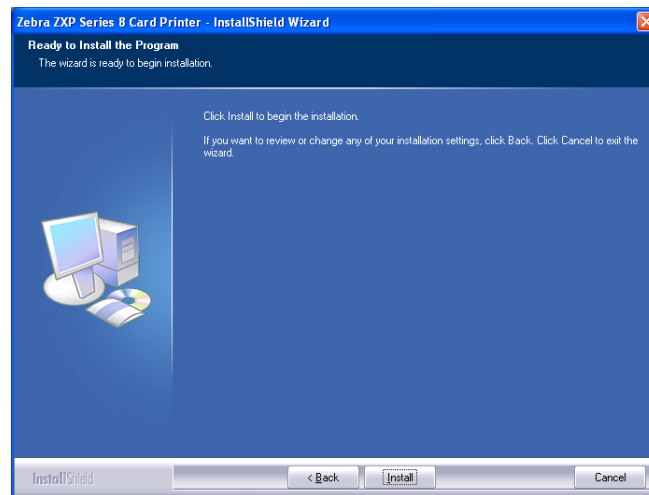 Zebra ZXP Series 8 Card Printer - InstallShield Wizard
Ready to Install the Program
The wizard is ready to begin installation.
Click Install to begin the installation.
If you want to review or change any of your installation settings, click Back. Click Cancel to exit the
wizard.
InstallShield
< Back
Install
Cancel